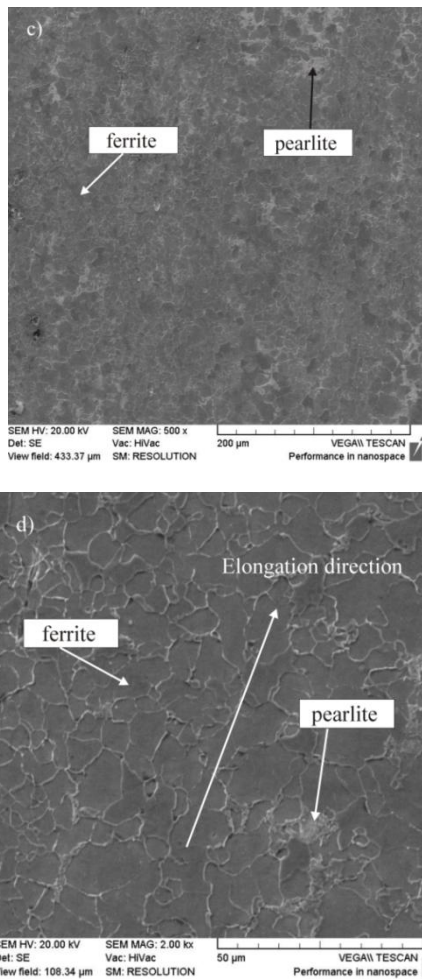 c)
ferrite
pearlite
SEM HV: 20.00 kV SEM MAG: 500 x
Det: SE Vac: HiVac 200 µm VEGA\\ TESCAN
View field: 433.37 µm SM: RESOLUTION Performance in nanospace
d)
Elongation direction
ferrite
pearlite
SEM HV: 20.00 kV SEM MAG: 2.00 kx
Det: SE Vac: HiVac 50 µm VEGA\\ TESCAN
View field: 108.34 µm SM: RESOLUTION Performance in nanospace